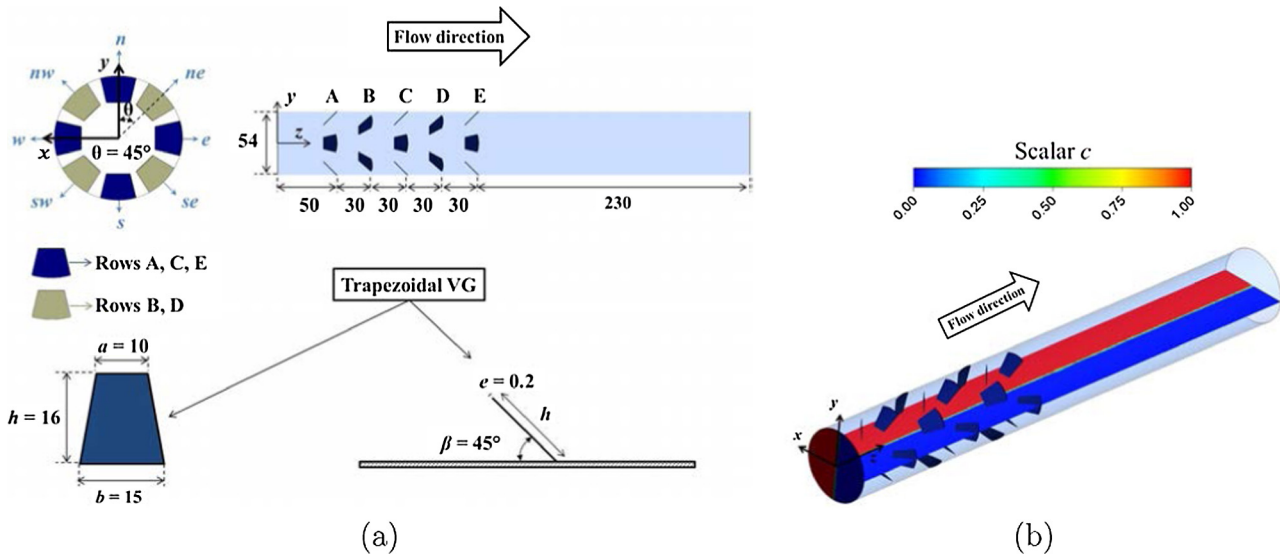 Flow direction
n
y
nw
ne
θ
w
e
x
θ = 45°
sw
se
s
A B C D E
y
54
z
50 30 30 30 30 230
Rows A, C, E
Rows B, D
Trapezoidal VG
a = 10
h = 16
b = 15
e = 0.2
h
β = 45°
(a)
Scalar c
0.00 0.25 0.50 0.75 1.00
Flow direction
y
x
z
(b)